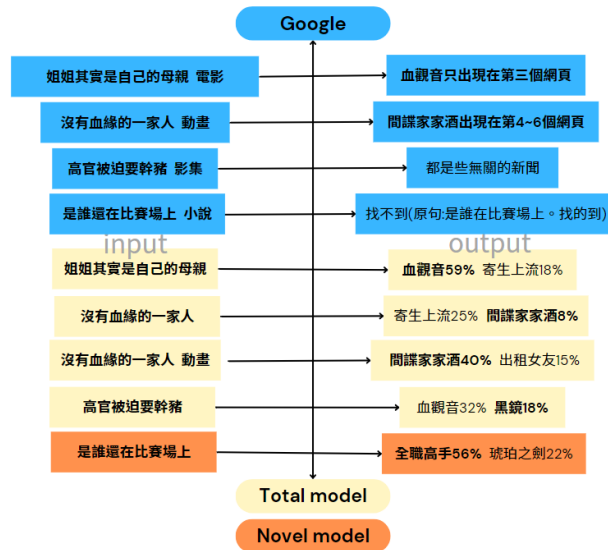 Google
姐姐其實是自己的母親 電影
血觀音只出現在第三個網頁
沒有血緣的一家人 動畫
間諜家家酒出現在第4~6個網頁
高官被迫要幹豬 影集
都是些無關的新聞
是誰還在比賽場上 小說
找不到(原句:是誰在比賽場上。找的到)
input
output
姐姐其實是自己的母親
血觀音59% 寄生上流18%
沒有血緣的一家人
寄生上流25% 間諜家家酒8%
沒有血緣的一家人 動畫
間諜家家酒40% 出租女友15%
高官被迫要幹豬
血觀音32% 黑鏡18%
是誰還在比賽場上
全職高手56% 琥珀之劍22%
Total model
Novel model